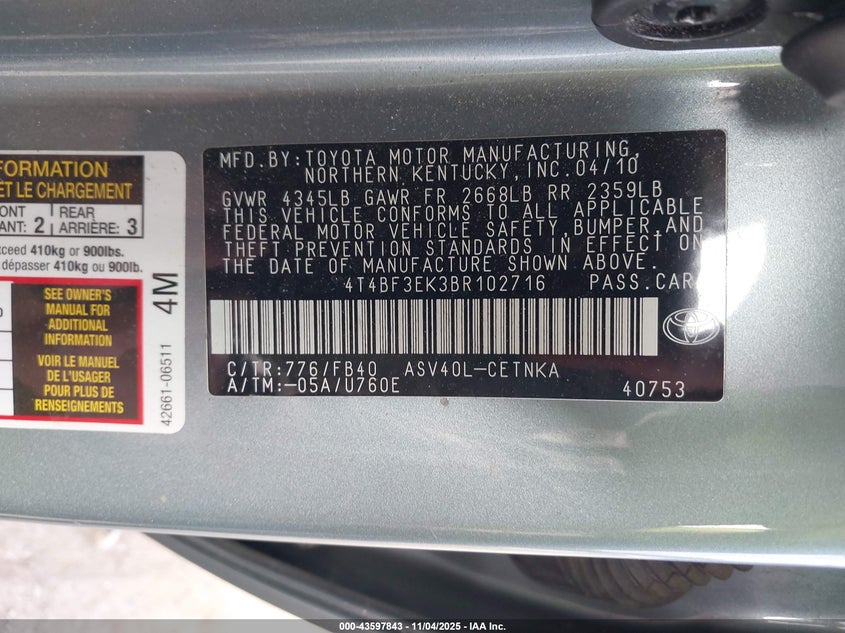 FORMATION
ET LE CHARGEMENT
ONT
ANT: 2
REAR
ARRIÈRE: 3
xceed 410kg or 900lbs.
dépasser 410kg ou 900lb.
SEE OWNER'S
MANUAL FOR
ADDITIONAL
INFORMATION
VOIR LE MANUEL
DE L'USAGER
POUR PLUS DE
RENSEIGNEMENTS
4M
42661-06511
MFD.BY:TOYOTA MOTOR MANUFACTURING,
NORTHERN KENTUCKY,INC.04/10
GVWR 4345LB GAWR FR 2668LB RR 2359LB
THIS VEHICLE CONFORMS TO ALL APPLICABLE
FEDERAL MOTOR VEHICLE SAFETY,BUMPER,AND
THEFT PREVENTION STANDARDS IN EFFECT ON
THE DATE OF MANUFACTURE SHOWN ABOVE.
4T4BF3EK3BR102716 PASS.CAR
C/TR:776/FB40 ASV40L-CETNKA
A/TM:-05A/U760E 40753
000-43597843 - 11/04/2025 - IAA Inc.